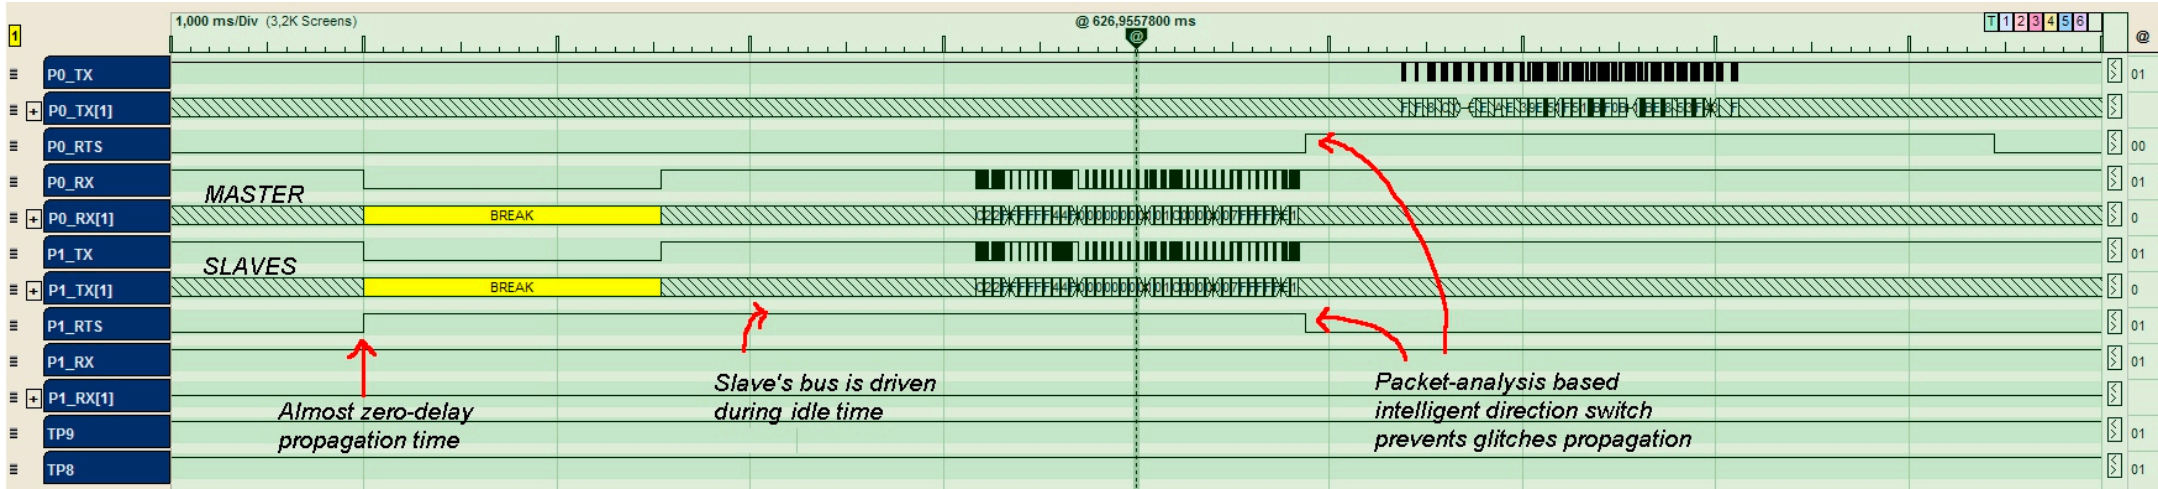 1,000 ms/Div (3,2K Screens)
@ 626,9557800 ms
T 1 2 3 4 5 6
1
@
@
P0_TX
01
P0_TX[1]
P0_RTS
00
P0_RX
01
MASTER
P0_RX[1]
BREAK
0
P1_TX
01
SLAVES
P1_TX[1]
BREAK
0
P1_RTS
01
P1_RX
01
P1_RX[1]
TP9
01
TP8
01
Almost zero-delay
propagation time
Slave's bus is driven
during idle time
Packet-analysis based
intelligent direction switch
prevents glitches propagation